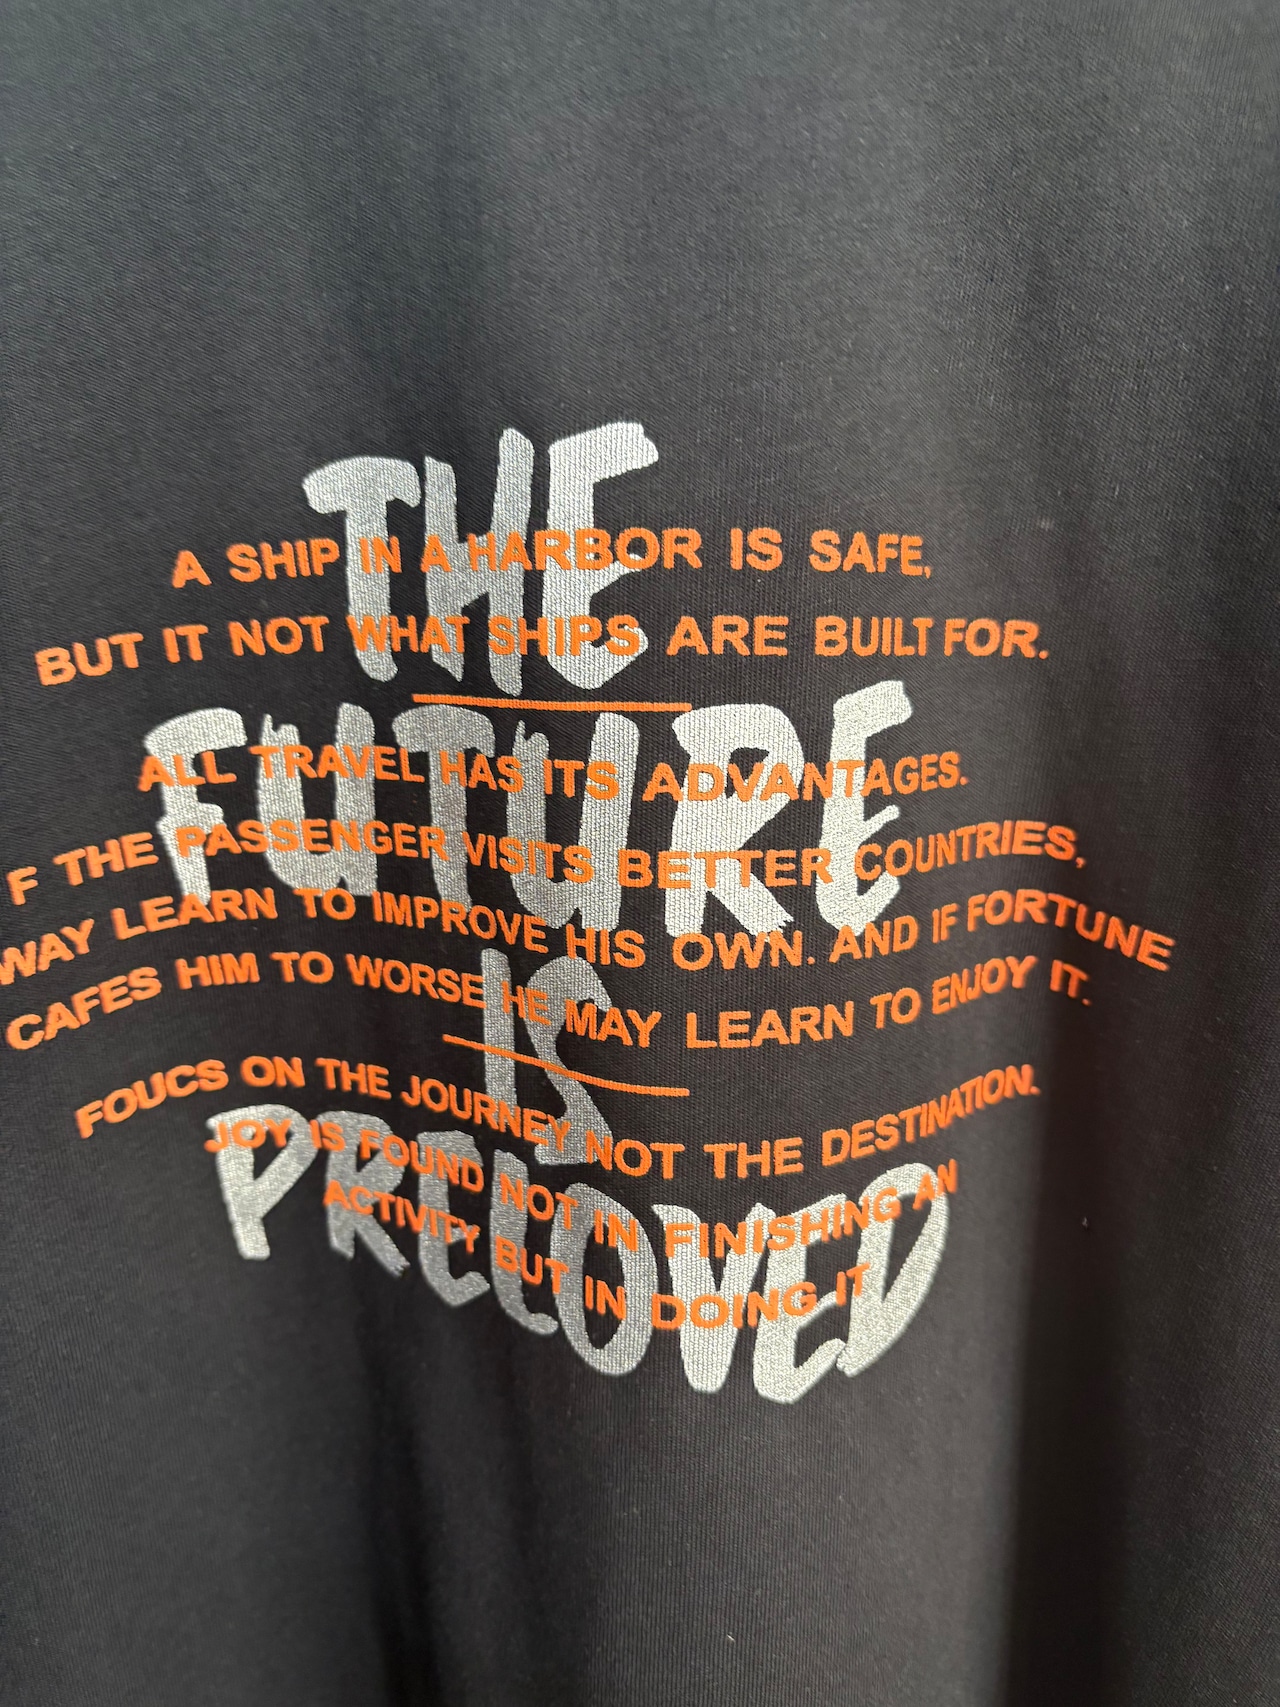 THE
FUTURE
IS
PRELOVED
A SHIP IN A HARBOR IS SAFE,
BUT IT NOT WHAT SHIPS ARE BUILT FOR.
ALL TRAVEL HAS ITS ADVANTAGES.
F THE PASSENGER VISITS BETTER COUNTRIES,
WAY LEARN TO IMPROVE HIS OWN. AND IF FORTUNE
CAFES HIM TO WORSE HE MAY LEARN TO ENJOY IT.
FOUCS ON THE JOURNEY NOT THE DESTINATION.
JOY IS FOUND NOT IN FINISHING AN
ACTIVITY BUT IN DOING IT